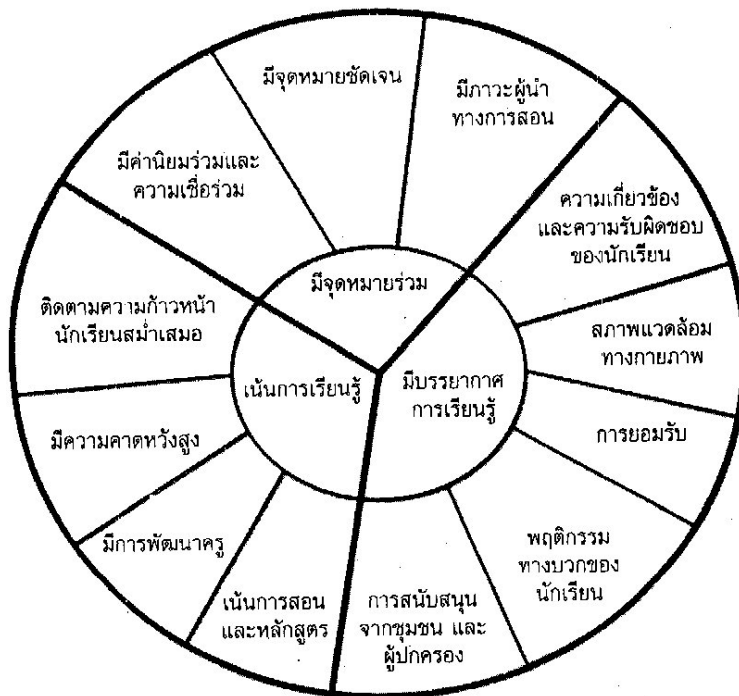 มีจุดหมายชัดเจน
มีภาวะผู้นำ
ทางการสอน
มีค่านิยมร่วมและ
ความเชื่อร่วม
ความเกี่ยวข้อง
และความรับผิดชอบ
ของนักเรียน
มีจุดหมายร่วม
ติดตามความก้าวหน้า
นักเรียนสม่ำเสมอ
สภาพแวดล้อม
ทางกายภาพ
เน้นการเรียนรู้
มีบรรยากาศ
การเรียนรู้
มีความคาดหวังสูง
การยอมรับ
มีการพัฒนาครู
พฤติกรรม
ทางบวกของ
นักเรียน
เน้นการสอน
และหลักสูตร
การสนับสนุน
จากชุมชน และ
ผู้ปกครอง